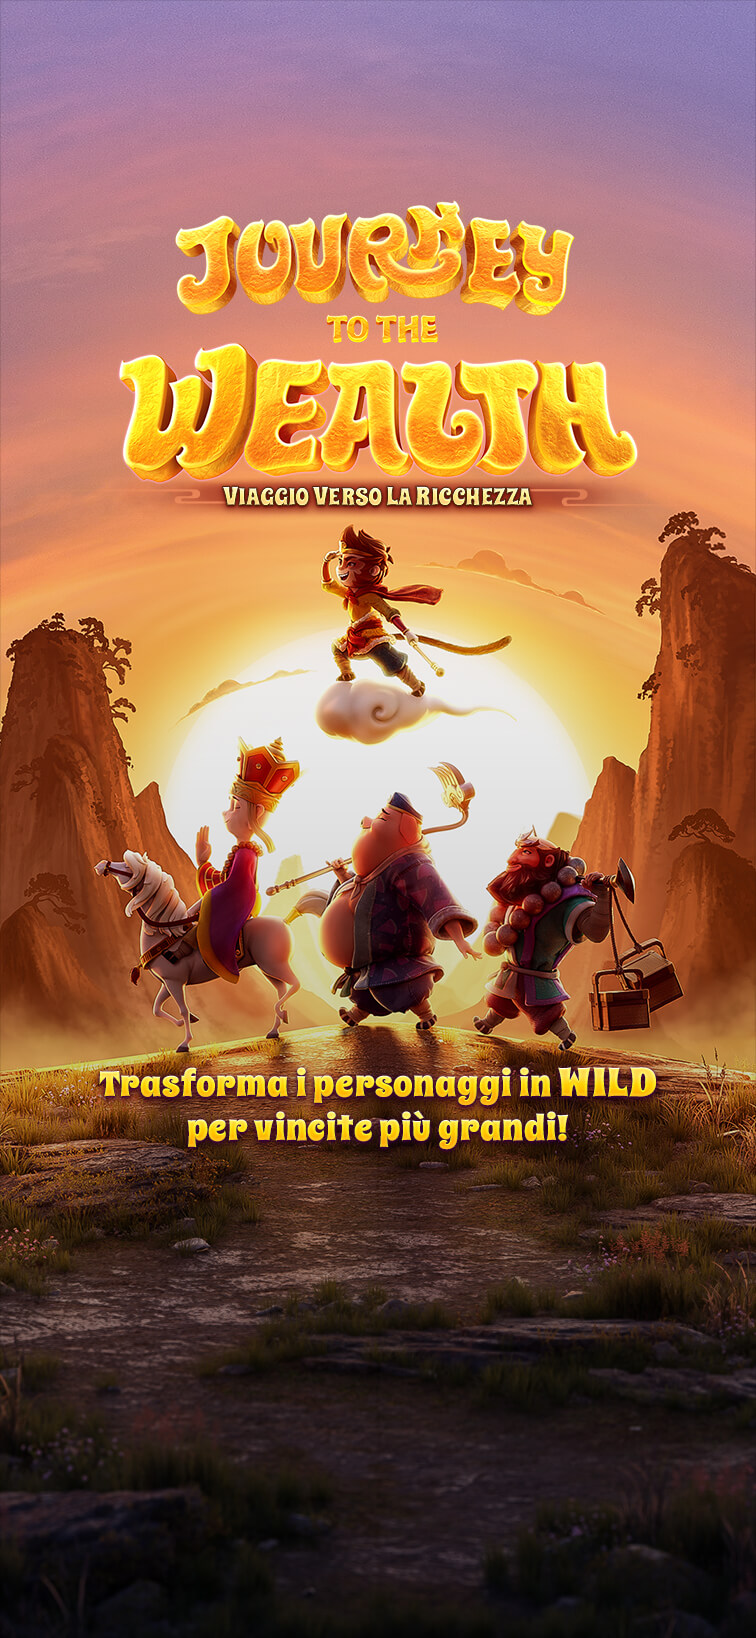 JOURNEY
TO THE
WEALTH
VIAGGIO VERSO LA RICCHEZZA
Trasforma i personaggi in WILD
per vincite più grandi!